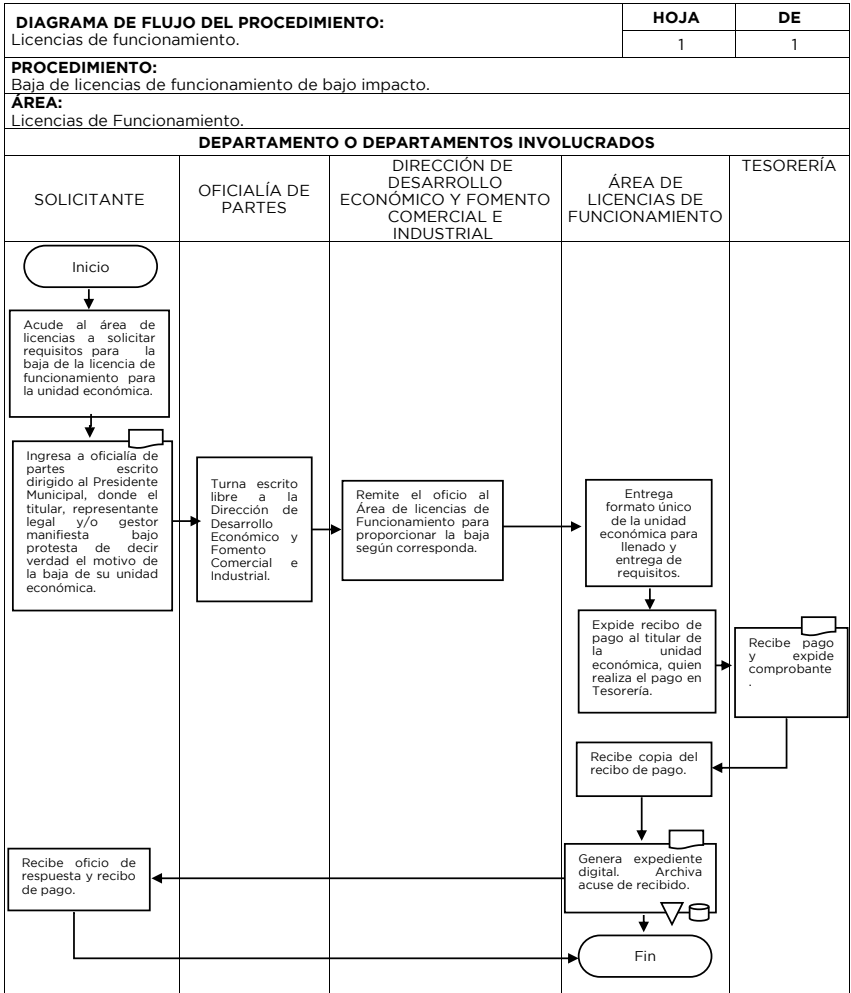 DIAGRAMA DE FLUJO DEL PROCEDIMIENTO:
Licencias de funcionamiento.
HOJA
DE
1
1
PROCEDIMIENTO:
Baja de licencias de funcionamiento de bajo impacto.
ÁREA:
Licencias de Funcionamiento.
DEPARTAMENTO O DEPARTAMENTOS INVOLUCRADOS
SOLICITANTE
OFICIALÍA DE
PARTES
DIRECCIÓN DE
DESARROLLO
ECONÓMICO Y FOMENTO
COMERCIAL E
INDUSTRIAL
ÁREA DE
LICENCIAS DE
FUNCIONAMIENTO
TESORERÍA
Inicio
Acude al área de
licencias a solicitar
requisitos para la
baja de la licencia de
funcionamiento para
la unidad económica.
Ingresa a oficialía de
partes escrito
dirigido al Presidente
Municipal, donde el
titular, representante
legal y/o gestor
manifiesta bajo
protesta de decir
verdad el motivo de
la baja de su unidad
económica.
Turna escrito
libre a la
Dirección de
Desarrollo
Económico y
Fomento
Comercial e
Industrial.
Remite el oficio al
Área de licencias de
Funcionamiento para
proporcionar la baja
según corresponda.
Entrega
formato único
de la unidad
económica para
llenado y
entrega de
requisitos.
Expide recibo de
pago al titular de
la unidad
económica, quien
realiza el pago en
Tesorería.
Recibe pago
y expide
comprobante
.
Recibe copia del
recibo de pago.
Genera expediente
digital. Archiva
acuse de recibido.
Recibe oficio de
respuesta y recibo
de pago.
Fin